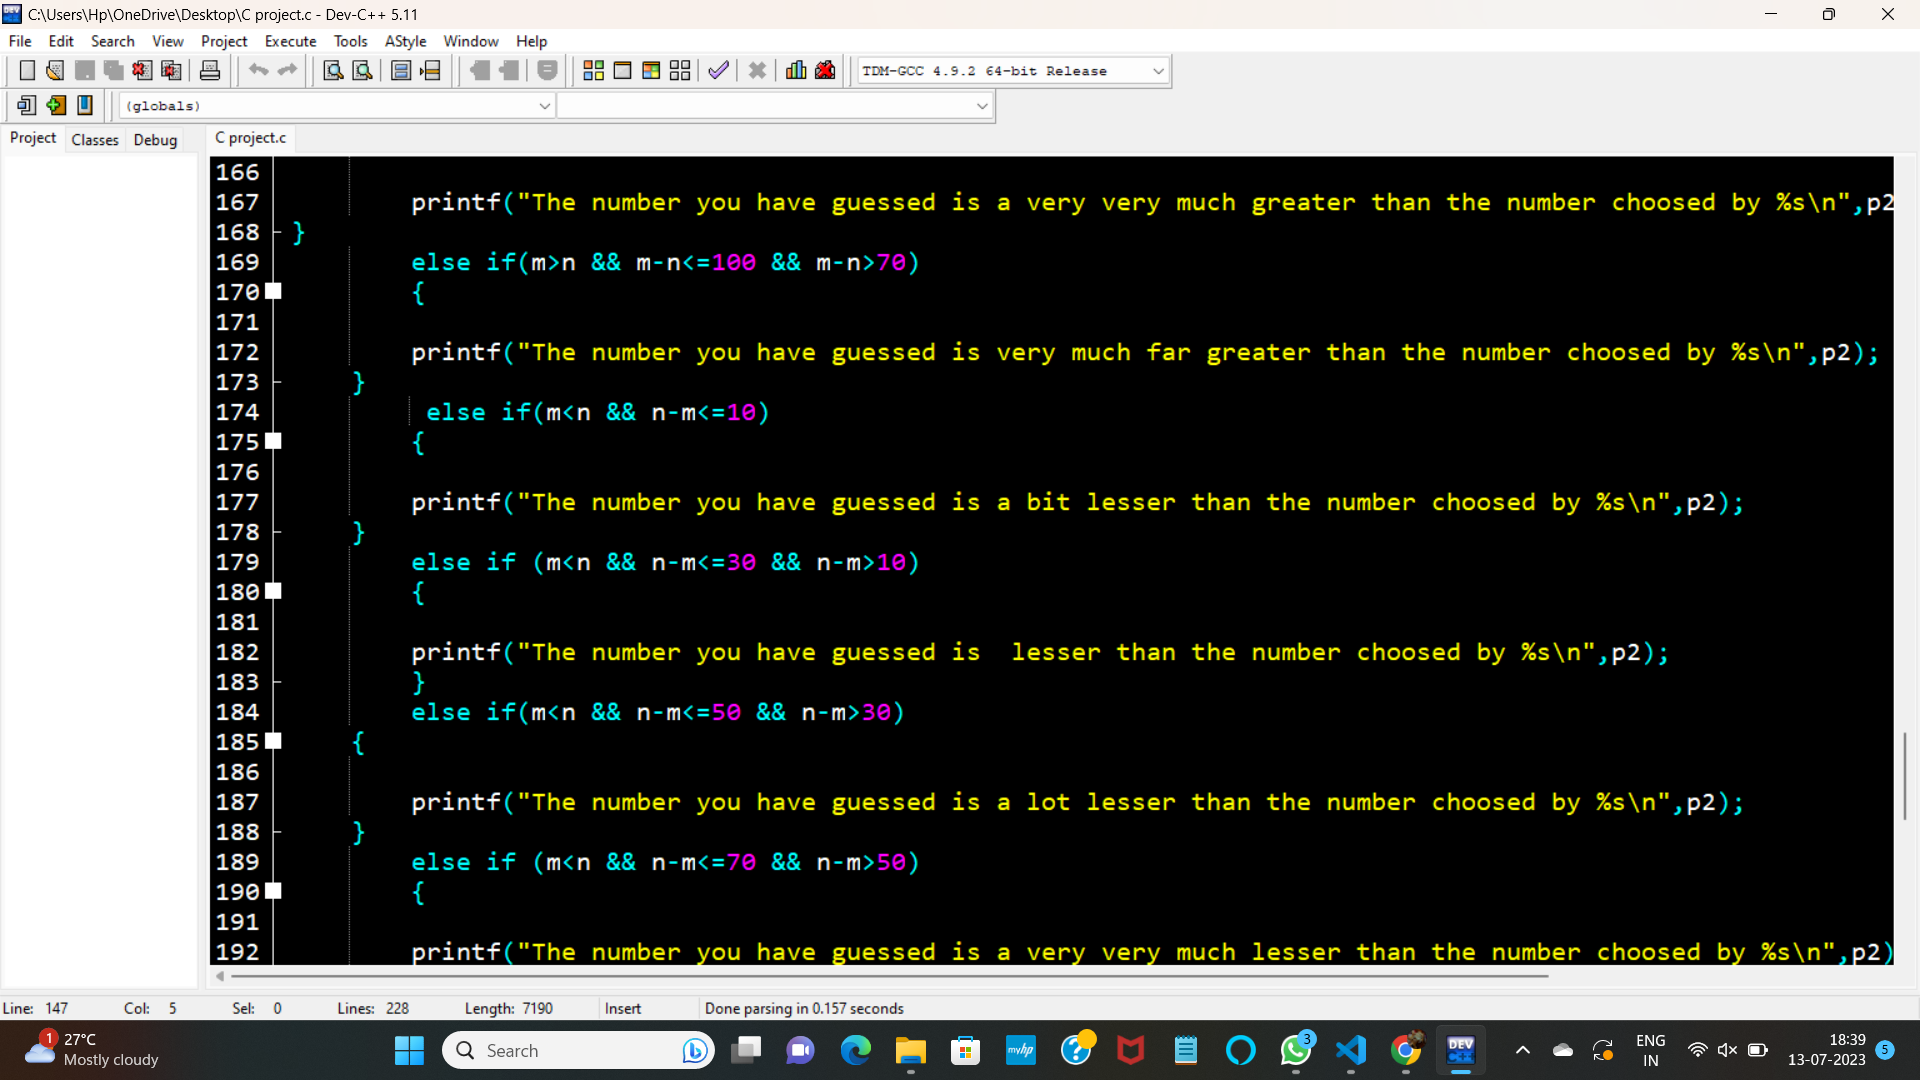 C:\Users\Hp\OneDrive\Desktop\C project.c - Dev-C++ 5.11
File Edit Search View Project Execute Tools AStyle Window Help
TDM-GCC 4.9.2 64-bit Release
(globals)
Project Classes Debug C project.c
166
167 printf("The number you have guessed is a very very much greater than the number choosed by %s\n",p2
168 }
169 else if(m>n && m-n<=100 && m-n>70)
170 {
171
172 printf("The number you have guessed is very much far greater than the number choosed by %s\n",p2);
173 }
174 else if(m<n && n-m<=10)
175 {
176
177 printf("The number you have guessed is a bit lesser than the number choosed by %s\n",p2);
178 }
179 else if (m<n && n-m<=30 && n-m>10)
180 {
181
182 printf("The number you have guessed is  lesser than the number choosed by %s\n",p2);
183 }
184 else if(m<n && n-m<=50 && n-m>30)
185 {
186
187 printf("The number you have guessed is a lot lesser than the number choosed by %s\n",p2);
188 }
189 else if (m<n && n-m<=70 && n-m>50)
190 {
191
192 printf("The number you have guessed is a very very much lesser than the number choosed by %s\n",p2)
Line: 147 Col: 5 Sel: 0 Lines: 228 Length: 7190 Insert Done parsing in 0.157 seconds
1 27°C
Mostly cloudy
Search
myhp
3
DEV
C++
ENG
IN
18:39
13-07-2023
5